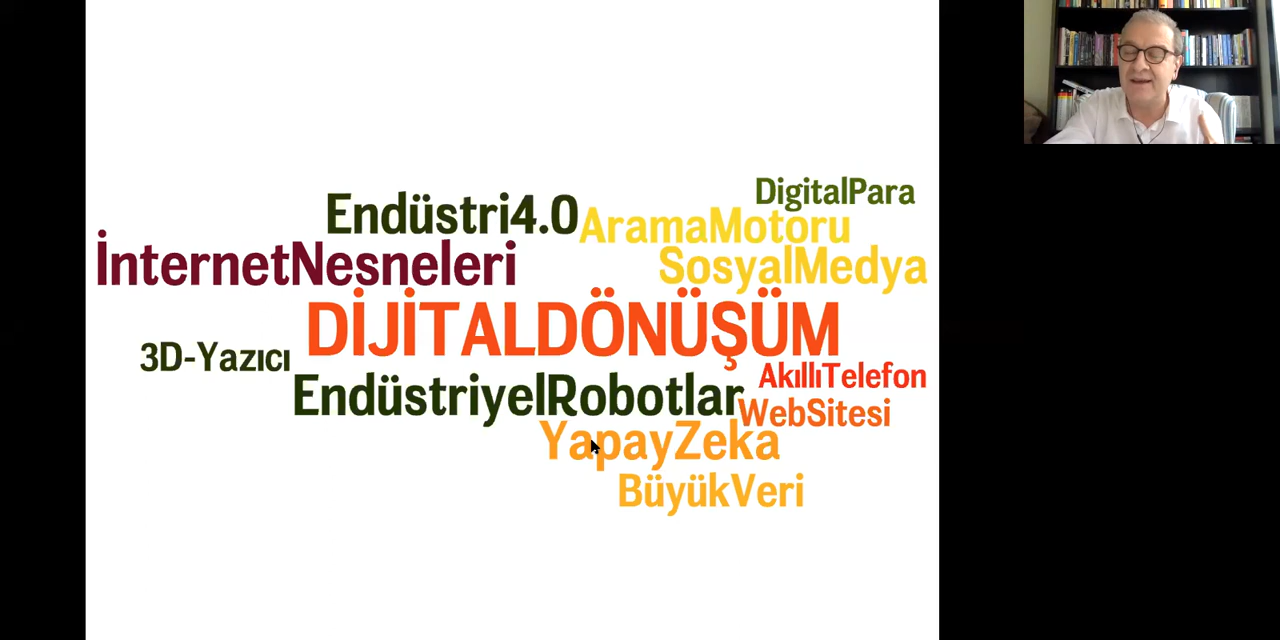 DigitalPara
Endüstri4.0
AramaMotoru
İnternetNesneleri
SosyalMedya
DİJİTALDÖNÜŞÜM
3D-Yazıcı
AkıllıTelefon
EndüstriyelRobotlar
WebSitesi
YapayZeka
BüyükVeri